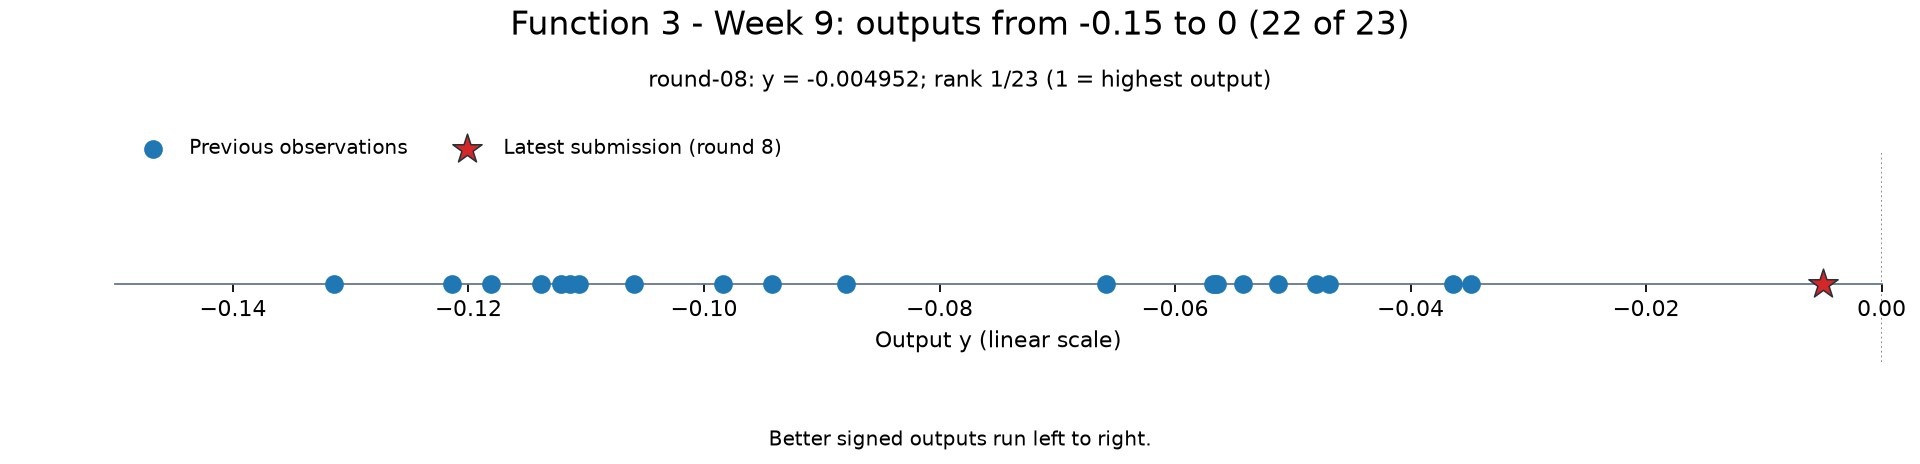 Function 3 - Week 9: outputs from -0.15 to 0 (22 of 23)
round-08: y = -0.004952; rank 1/23 (1 = highest output)
Previous observations
Latest submission (round 8)
−0.14 −0.12 −0.10 −0.08 −0.06 −0.04 −0.02 0.00
Output y (linear scale)
Better signed outputs run left to right.